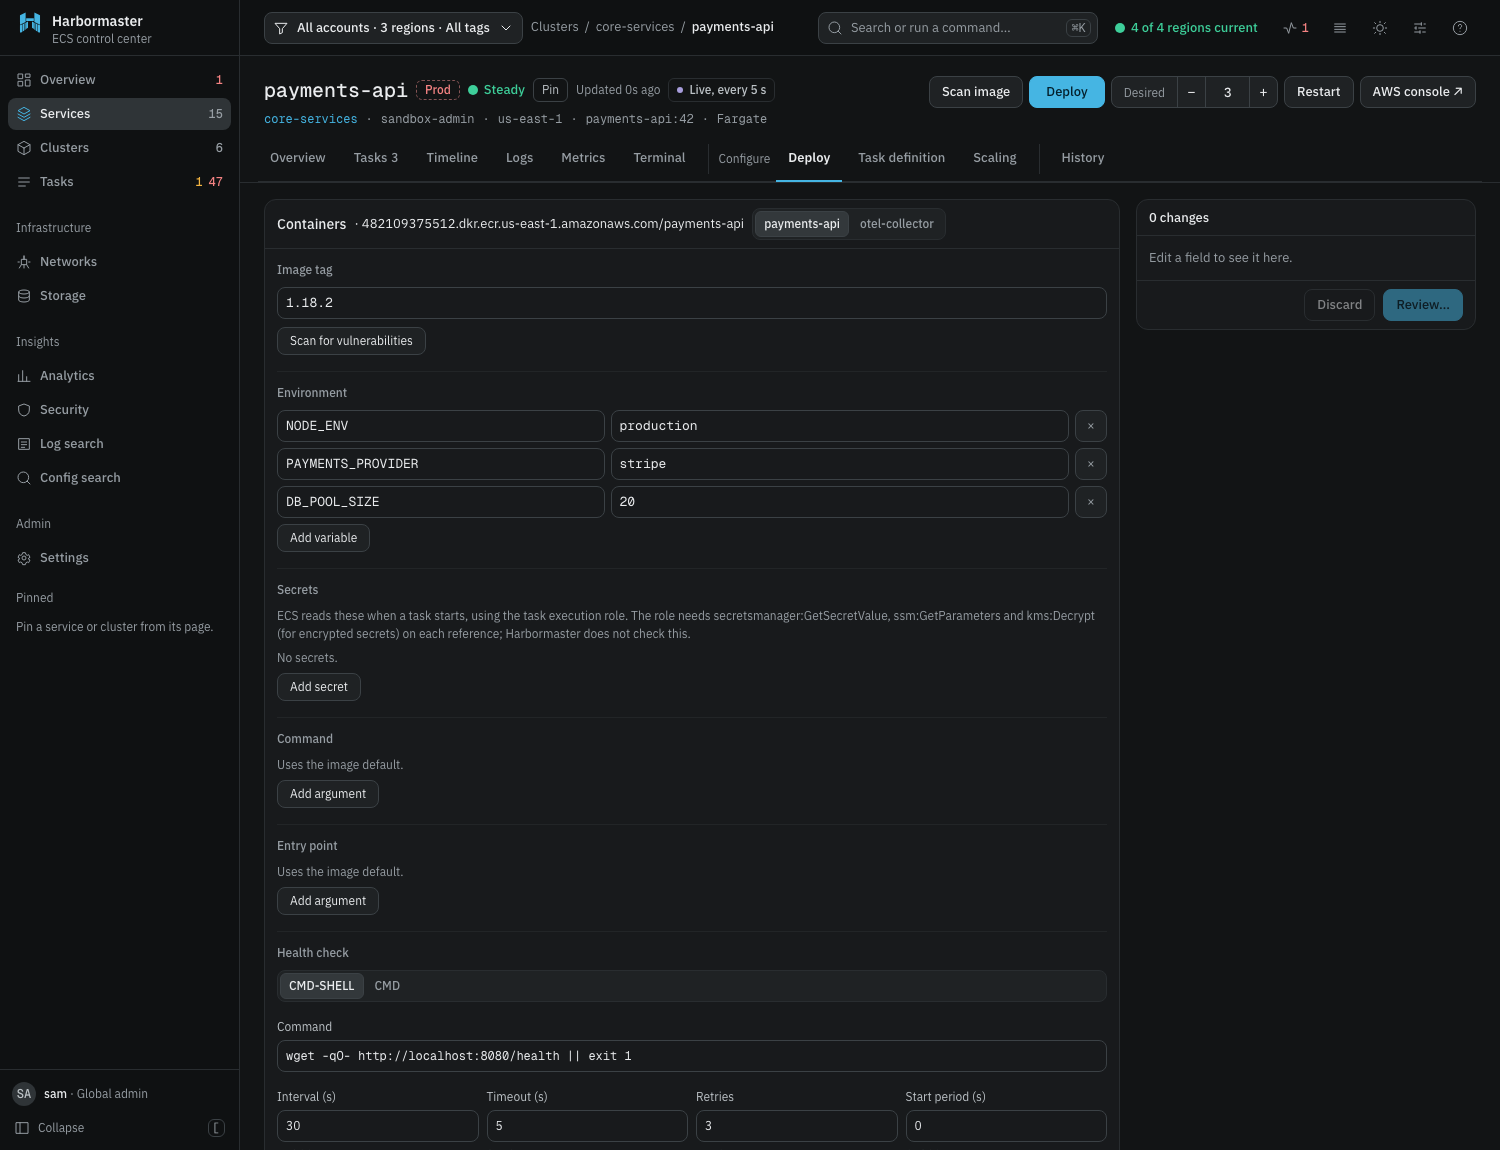 Harbormaster
ECS control center
Overview 1
Services 15
Clusters 6
Tasks 1 47
Infrastructure
Networks
Storage
Insights
Analytics
Security
Log search
Config search
Admin
Settings
Pinned
Pin a service or cluster from its page.
SA sam · Global admin
Collapse [
All accounts · 3 regions · All tags
Clusters / core-services / payments-api
Search or run a command... ⌘K
4 of 4 regions current
1
payments-api Prod Steady Pin Updated 0s ago Live, every 5 s
Scan image Deploy Desired − 3 + Restart AWS console ↗
core-services · sandbox-admin · us-east-1 · payments-api:42 · Fargate
Overview Tasks 3 Timeline Logs Metrics Terminal Configure Deploy Task definition Scaling History
Containers · 482109375512.dkr.ecr.us-east-1.amazonaws.com/payments-api payments-api otel-collector
Image tag
1.18.2
Scan for vulnerabilities
Environment
NODE_ENV production ×
PAYMENTS_PROVIDER stripe ×
DB_POOL_SIZE 20 ×
Add variable
Secrets
ECS reads these when a task starts, using the task execution role. The role needs secretsmanager:GetSecretValue, ssm:GetParameters and kms:Decrypt
(for encrypted secrets) on each reference; Harbormaster does not check this.
No secrets.
Add secret
Command
Uses the image default.
Add argument
Entry point
Uses the image default.
Add argument
Health check
CMD-SHELL CMD
Command
wget -qO- http://localhost:8080/health || exit 1
Interval (s) Timeout (s) Retries Start period (s)
30 5 3 0
0 changes
Edit a field to see it here.
Discard Review...